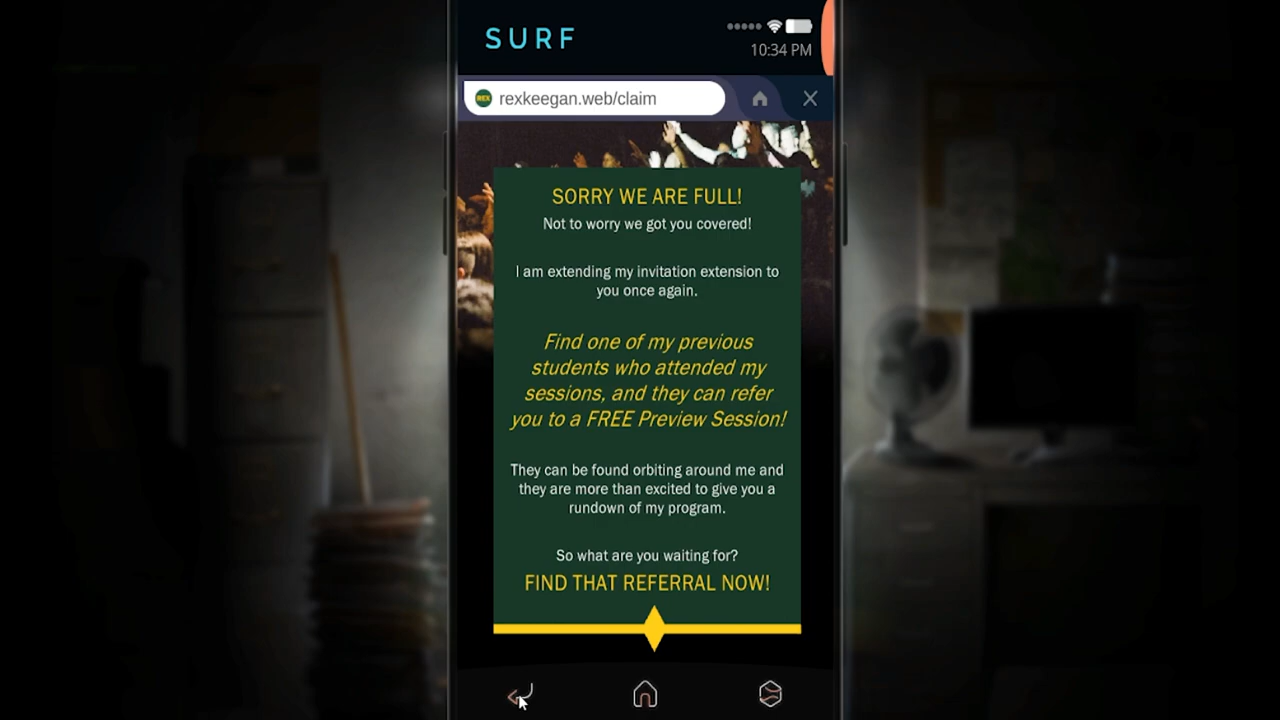 SURF
10:34 PM
REX
rexkeegan.web/claim
SORRY WE ARE FULL!
Not to worry we got you covered!
I am extending my invitation extension to
you once again.
Find one of my previous
students who attended my
sessions, and they can refer
you to a FREE Preview Session!
They can be found orbiting around me and
they are more than excited to give you a
rundown of my program.
So what are you waiting for?
FIND THAT REFERRAL NOW!